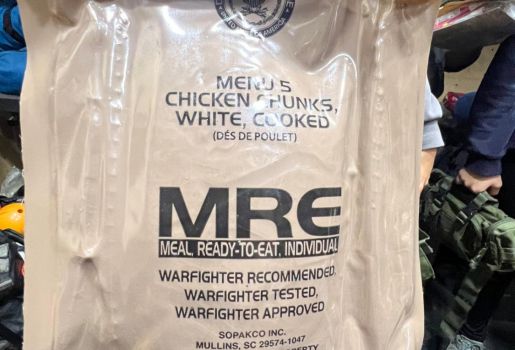 MENU 5
CHICKEN CHUNKS,
WHITE, COOKED
(DÉS DE POULET)
MRE
MEAL, READY-TO-EAT, INDIVIDUAL
WARFIGHTER RECOMMENDED,
WARFIGHTER TESTED,
WARFIGHTER APPROVED
SOPAKCO INC.
MULLINS, SC 29574-1047